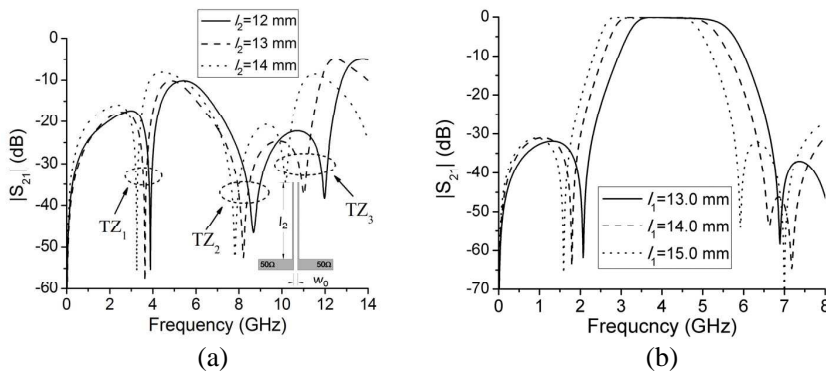 l2=12 mm
l2=13 mm
l2=14 mm
|S21| (dB)
0
-10
-20
-30
-40
-50
-60
TZ1
TZ2
TZ3
l2
50Ω
50Ω
w0
0 2 4 6 8 10 12 14
Frequency (GHz)
(a)
|S2'| (dB)
0
-10
-20
-30
-40
-50
-60
-70
l1=13.0 mm
l1=14.0 mm
l1=15.0 mm
0 1 2 3 4 5 6 7 8
Frqucncy (GHz)
(b)